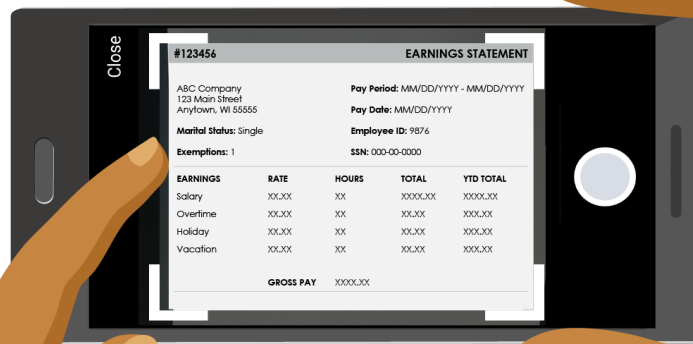 Close
#123456 EARNINGS STATEMENT
ABC Company
123 Main Street
Anytown, WI 55555
Pay Period: MM/DD/YYYY - MM/DD/YYYY
Pay Date: MM/DD/YYYY
Marital Status: Single Employee ID: 9876
Exemptions: 1 SSN: 000-00-0000
EARNINGS RATE HOURS TOTAL YTD TOTAL
Salary XX.XX XX XXXX.XX XXXX.XX
Overtime XX.XX XX XX.XX XXX.XX
Holiday XX.XX XX XX.XX XXX.XX
Vacation XX.XX XX XX.XX XXX.XX
GROSS PAY XXXX.XX